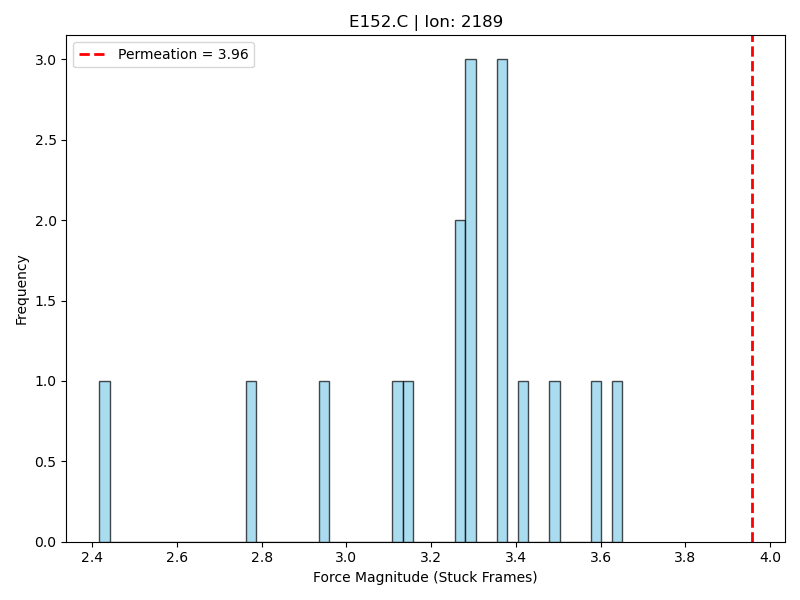 E152.C | Ion: 2189
Permeation = 3.96
3.0
2.5
2.0
1.5
1.0
0.5
0.0
Frequency
2.4 2.6 2.8 3.0 3.2 3.4 3.6 3.8 4.0
Force Magnitude (Stuck Frames)